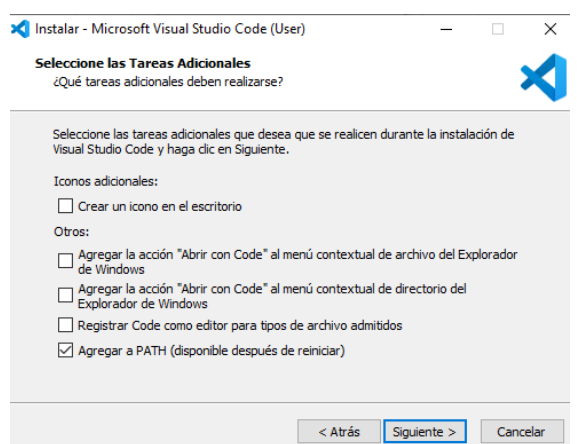 Instalar - Microsoft Visual Studio Code (User)
Seleccione las Tareas Adicionales
¿Qué tareas adicionales deben realizarse?
Seleccione las tareas adicionales que desea que se realicen durante la instalación de
Visual Studio Code y haga clic en Siguiente.
Iconos adicionales:
Crear un icono en el escritorio
Otros:
Agregar la acción "Abrir con Code" al menú contextual de archivo del Explorador
de Windows
Agregar la acción "Abrir con Code" al menú contextual de directorio del
Explorador de Windows
Registrar Code como editor para tipos de archivo admitidos
Agregar a PATH (disponible después de reiniciar)
< Atrás
Siguiente >
Cancelar